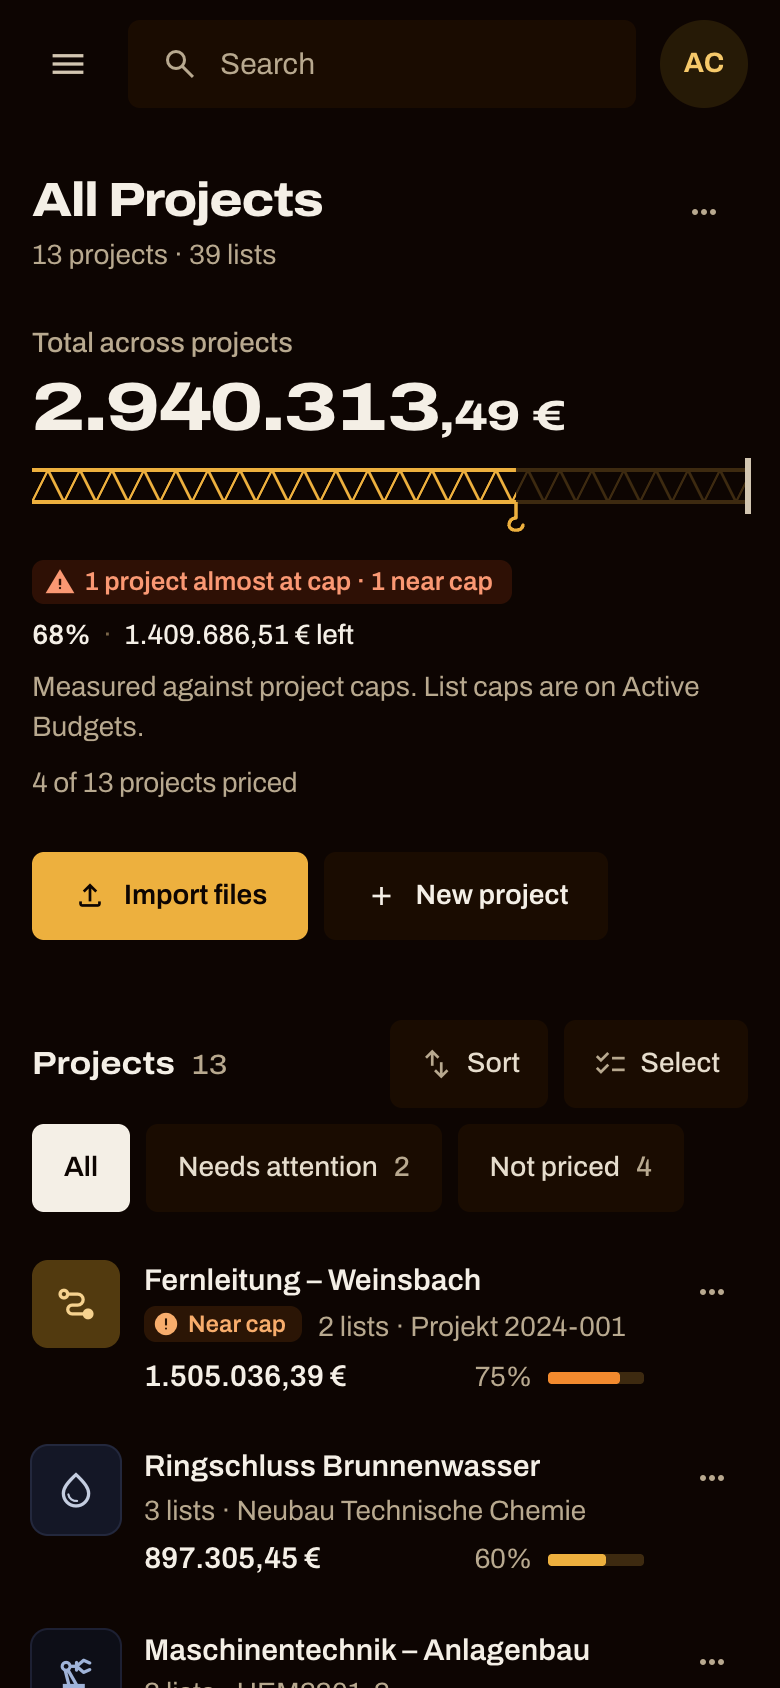 Search
AC
All Projects
13 projects · 39 lists
Total across projects
2.940.313,49 €
1 project almost at cap · 1 near cap
68% · 1.409.686,51 € left
Measured against project caps. List caps are on Active
Budgets.
4 of 13 projects priced
Import files
New project
Projects 13
Sort
Select
All
Needs attention 2
Not priced 4
Fernleitung – Weinsbach
Near cap 2 lists · Projekt 2024-001
1.505.036,39 € 75%
Ringschluss Brunnenwasser
3 lists · Neubau Technische Chemie
897.305,45 € 60%
Maschinentechnik – Anlagenbau